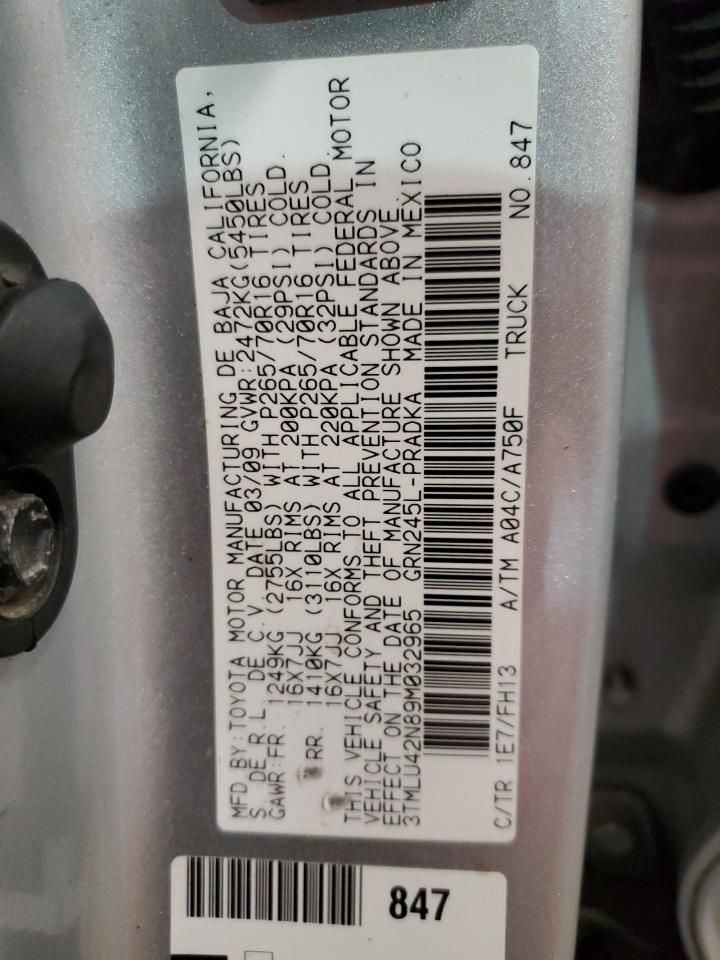 MFD BY:TOYOTA MOTOR MANUFACTURING DE BAJA CALIFORNIA,
S. DE R.L. DE C.V. DATE 03/09 GVWR:2472KG(5450LBS)
GAWR:FR. 1249KG (2755LBS) WITH P265/70R16 TIRES
16X7JJ 16X RIMS AT 200KPA (29PSI) COLD.
RR. 1410KG (3110LBS) WITH P265/70R16 TIRES
16X7JJ 16X RIMS AT 220KPA (32PSI) COLD.
THIS VEHICLE CONFORMS TO ALL APPLICABLE FEDERAL MOTOR
VEHICLE SAFETY AND THEFT PREVENTION STANDARDS IN
EFFECT ON THE DATE OF MANUFACTURE SHOWN ABOVE
3TMLU42N89M032965 GRN245L-PRADKA MADE IN MEXICO
C/TR 1E7/FH13 A/TM A04C/A750F TRUCK NO.847
847